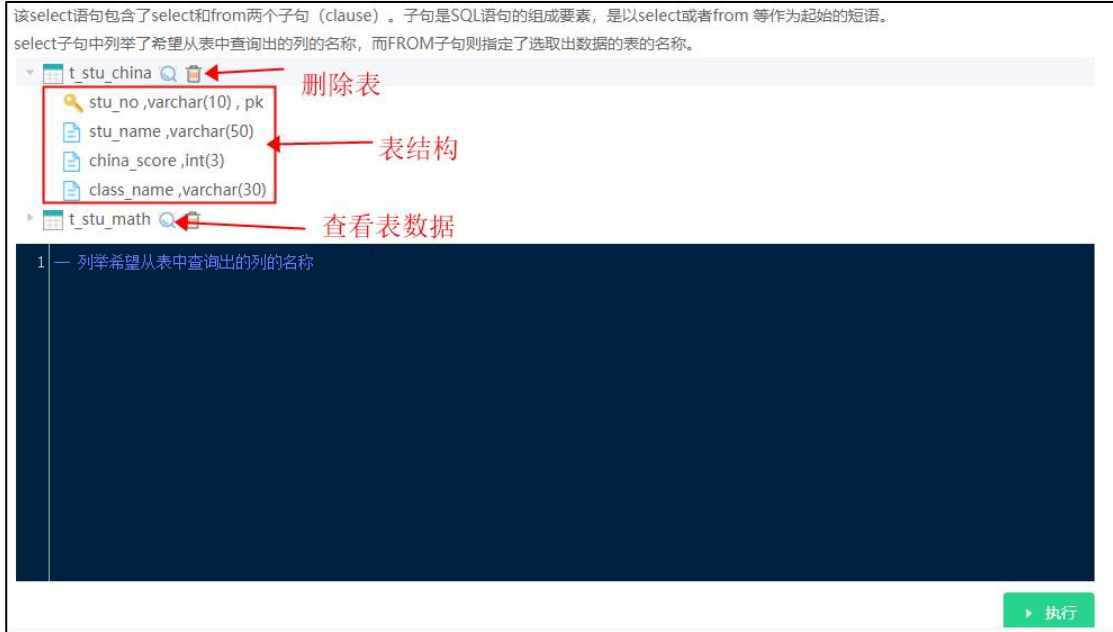 该select语句包含了select和from两个子句（clause）。子句是SQL语句的组成要素，是以select或者from 等作为起始的短语。
select子句中列举了希望从表中查询出的列的名称，而FROM子句则指定了选取出数据的表的名称。
t_stu_china
删除表
stu_no ,varchar(10) , pk
stu_name ,varchar(50)
表结构
china_score ,int(3)
class_name ,varchar(30)
t_stu_math
查看表数据
1 — 列举希望从表中查询出的列的名称
执行